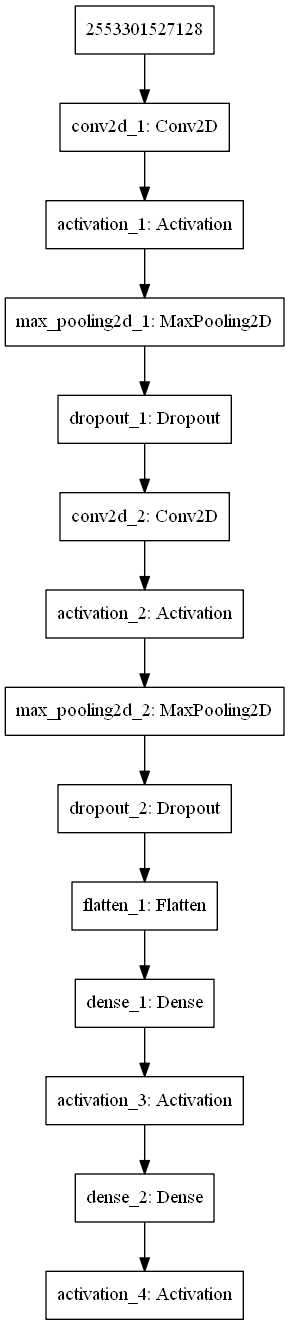 2553301527128
conv2d_1: Conv2D
activation_1: Activation
max_pooling2d_1: MaxPooling2D
dropout_1: Dropout
conv2d_2: Conv2D
activation_2: Activation
max_pooling2d_2: MaxPooling2D
dropout_2: Dropout
flatten_1: Flatten
dense_1: Dense
activation_3: Activation
dense_2: Dense
activation_4: Activation